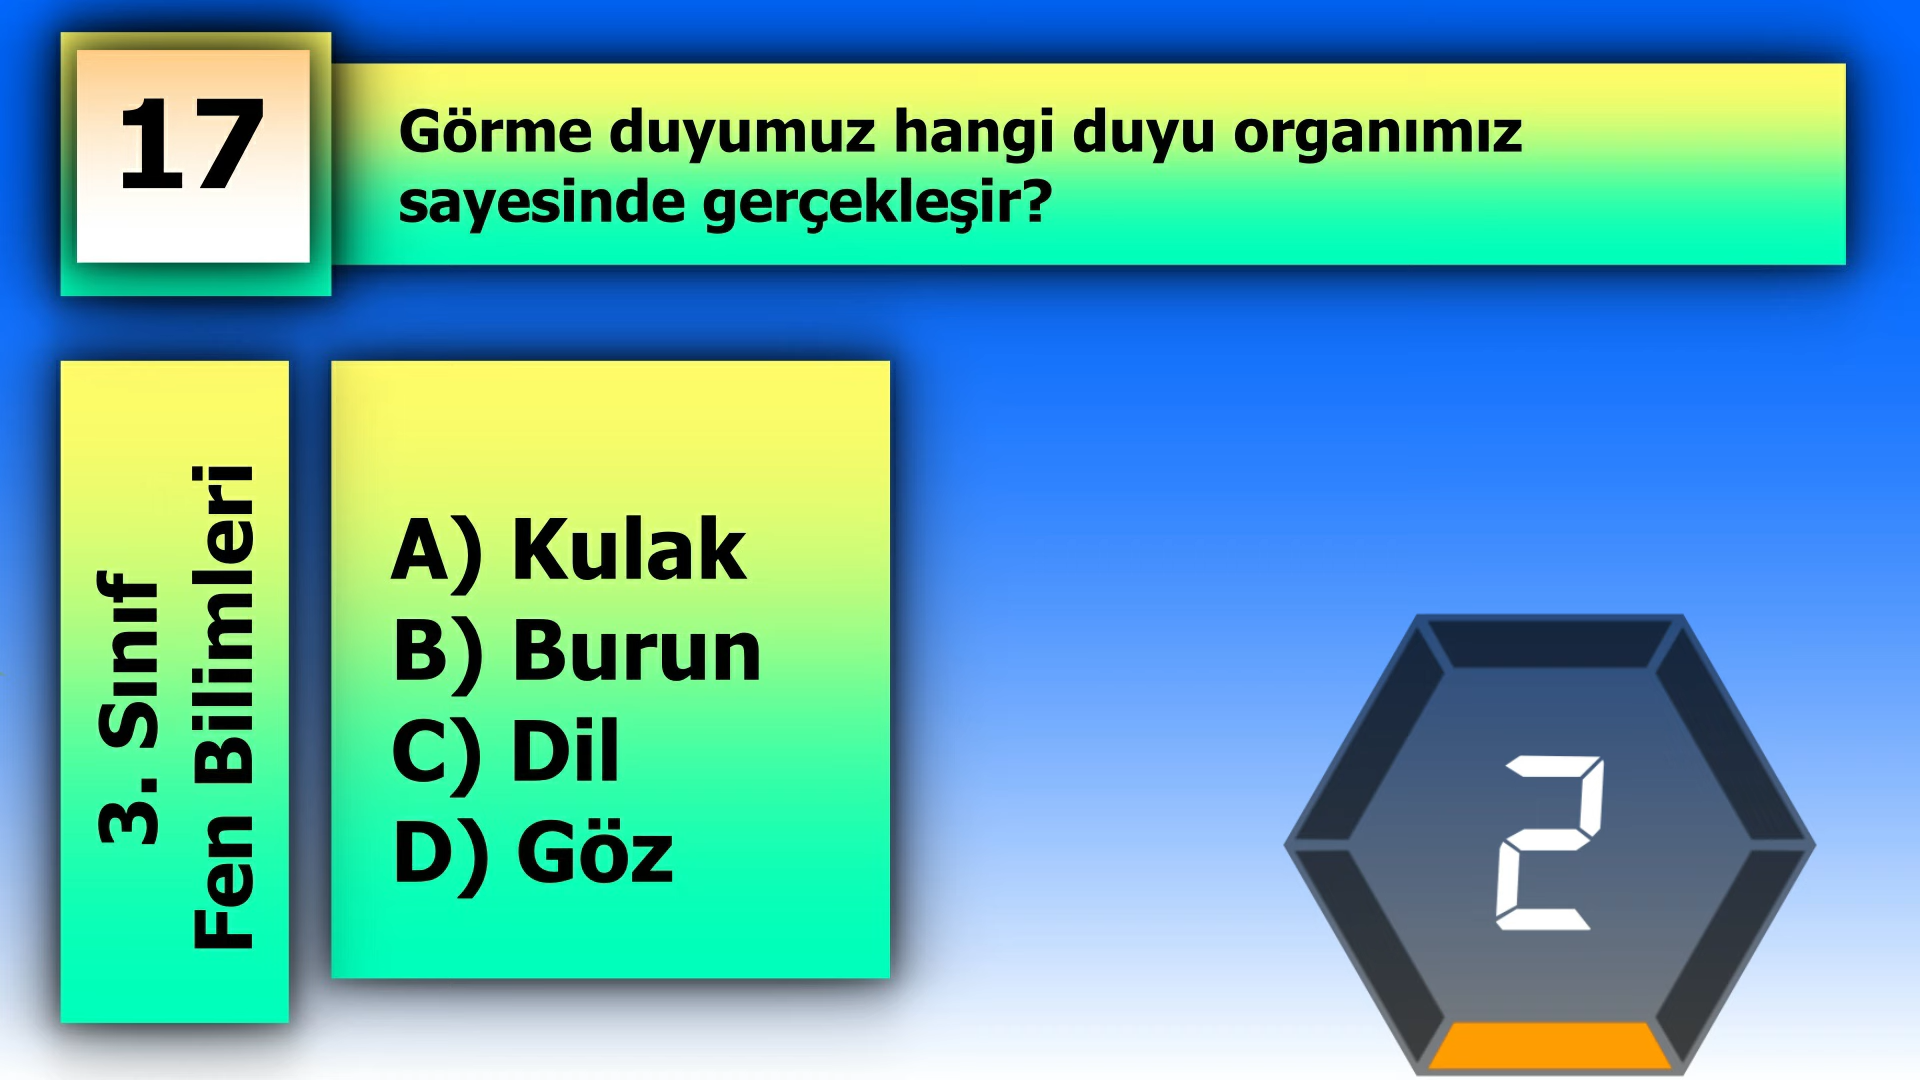 17
Görme duyumuz hangi duyu organımız
sayesinde gerçekleşir?
3. Sınıf
Fen Bilimleri
A) Kulak
B) Burun
C) Dil
D) Göz
2